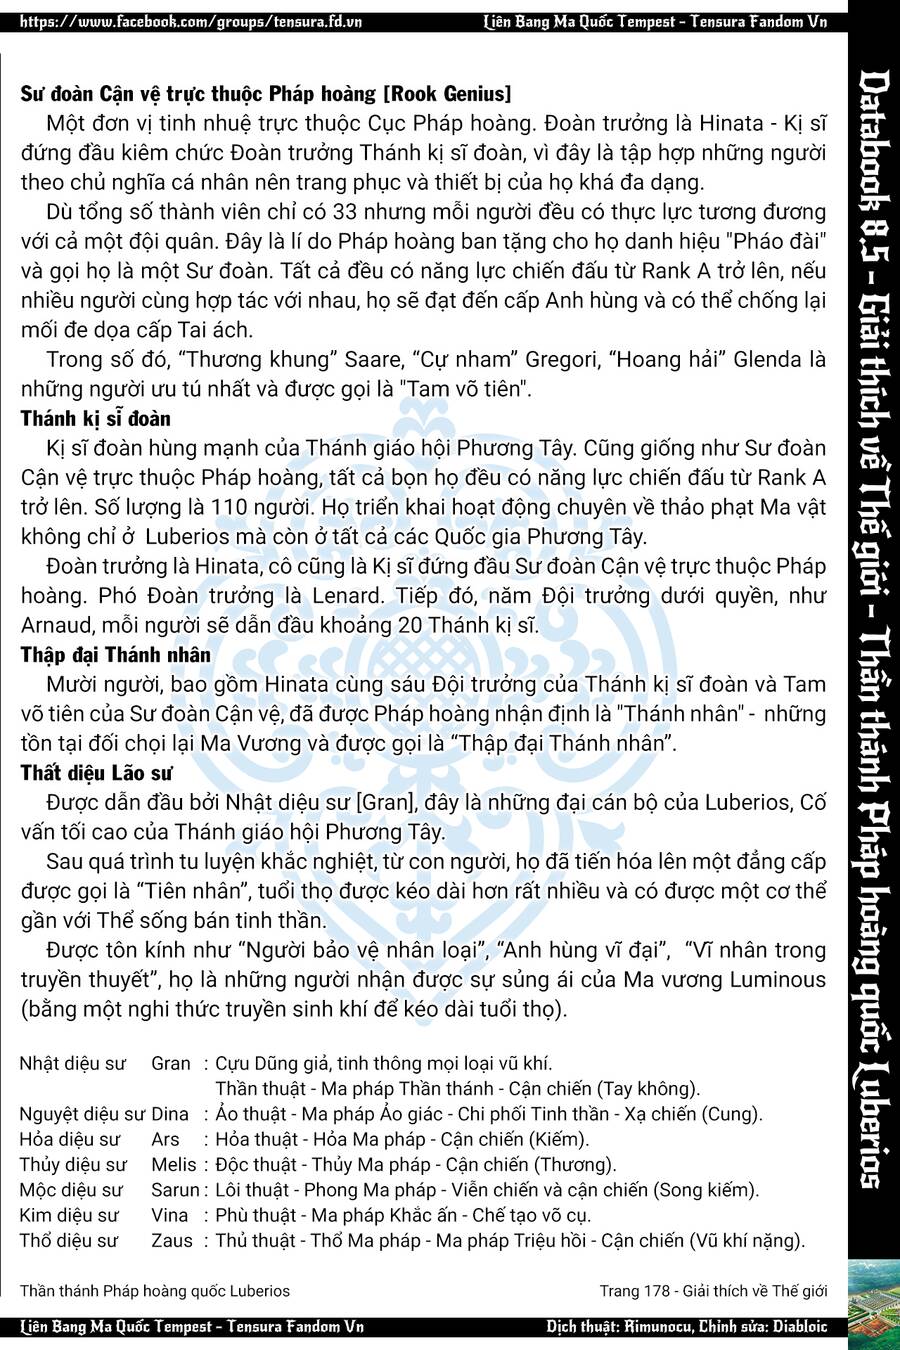 https://www.facebook.com/groups/tensura.fd.vn
Liên Bang Ma Quốc Tempest - Tensura Fandom Vn
Sư đoàn Cận vệ trực thuộc Pháp hoàng [Rook Genius]
Một đơn vị tinh nhuệ trực thuộc Cục Pháp hoàng. Đoàn trưởng là Hinata - Kị sĩ
đứng đầu kiêm chức Đoàn trưởng Thánh kị sĩ đoàn, vì đây là tập hợp những người
theo chủ nghĩa cá nhân nên trang phục và thiết bị của họ khá đa dạng.
Dù tổng số thành viên chỉ có 33 nhưng mỗi người đều có thực lực tương đương
với cả một đội quân. Đây là lí do Pháp hoàng ban tặng cho họ danh hiệu "Pháo đài"
và gọi họ là một Sư đoàn. Tất cả đều có năng lực chiến đấu từ Rank A trở lên, nếu
nhiều người cùng hợp tác với nhau, họ sẽ đạt đến cấp Anh hùng và có thể chống lại
mối đe dọa cấp Tai ách.
Trong số đó, “Thương khung” Saare, “Cự nham” Gregori, “Hoang hải” Glenda là
những người ưu tú nhất và được gọi là "Tam võ tiên".
Thánh kị sĩ đoàn
Kị sĩ đoàn hùng mạnh của Thánh giáo hội Phương Tây. Cũng giống như Sư đoàn
Cận vệ trực thuộc Pháp hoàng, tất cả bọn họ đều có năng lực chiến đấu từ Rank A
trở lên. Số lượng là 110 người. Họ triển khai hoạt động chuyên về thảo phạt Ma vật
không chỉ ở  Luberios mà còn ở tất cả các Quốc gia Phương Tây.
Đoàn trưởng là Hinata, cô cũng là Kị sĩ đứng đầu Sư đoàn Cận vệ trực thuộc Pháp
hoàng. Phó Đoàn trưởng là Lenard. Tiếp đó, năm Đội trưởng dưới quyền, như
Arnaud, mỗi người sẽ dẫn đầu khoảng 20 Thánh kị sĩ.
Thập đại Thánh nhân
Mười người, bao gồm Hinata cùng sáu Đội trưởng của Thánh kị sĩ đoàn và Tam
võ tiên của Sư đoàn Cận vệ, đã được Pháp hoàng nhận định là "Thánh nhân" -  những
tồn tại đối chọi lại Ma Vương và được gọi là “Thập đại Thánh nhân”.
Thất diệu Lão sư
Được dẫn đầu bởi Nhật diệu sư [Gran], đây là những đại cán bộ của Luberios, Cố
vấn tối cao của Thánh giáo hội Phương Tây.
Sau quá trình tu luyện khắc nghiệt, từ con người, họ đã tiến hóa lên một đẳng cấp
được gọi là “Tiên nhân”, tuổi thọ được kéo dài hơn rất nhiều và có được một cơ thể
gần với Thể sống bán tinh thần.
Được tôn kính như “Người bảo vệ nhân loại”, “Anh hùng vĩ đại”,  “Vĩ nhân trong
truyền thuyết”, họ là những người nhận được sự sủng ái của Ma vương Luminous
(bằng một nghi thức truyền sinh khí để kéo dài tuổi thọ).
Nhật diệu sư Gran : Cựu Dũng giả, tinh thông mọi loại vũ khí.
Thần thuật - Ma pháp Thần thánh - Cận chiến (Tay không).
Nguyệt diệu sư Dina : Ảo thuật - Ma pháp Ảo giác - Chi phối Tinh thần - Xạ chiến (Cung).
Hỏa diệu sư Ars : Hỏa thuật - Hỏa Ma pháp - Cận chiến (Kiếm).
Thủy diệu sư Melis : Độc thuật - Thủy Ma pháp - Cận chiến (Thương).
Mộc diệu sư Sarun : Lôi thuật - Phong Ma pháp - Viễn chiến và cận chiến (Song kiếm).
Kim diệu sư Vina : Phù thuật - Ma pháp Khắc ấn - Chế tạo võ cụ.
Thổ diệu sư Zaus : Thủ thuật - Thổ Ma pháp - Ma pháp Triệu hồi - Cận chiến (Vũ khí nặng).
Thần thánh Pháp hoàng quốc Luberios
Trang 178 - Giải thích về Thế giới
Liên Bang Ma Quốc Tempest - Tensura Fandom Vn
Dịch thuật: Rimunocu, Chỉnh sửa: Diabloic
Databook 8.5 - Giải thích về Thế giới - Thần thánh Pháp hoàng quốc Luberios